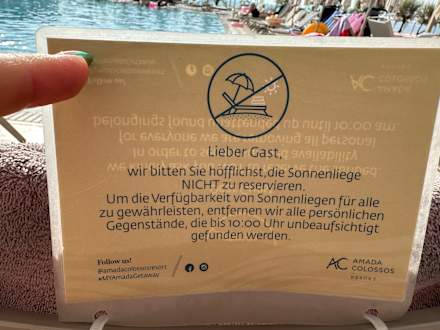 Lieber Gast,
wir bitten Sie höfflichst, die Sonnenliege
NICHT zu reservieren.
Um die Verfügbarkeit von Sonnenliegen für alle
zu gewährleisten, entfernen wir alle persönlichen
Gegenstände, die bis 10:00 Uhr unbeaufsichtigt
gefunden werden.
Follow us!
@amadacolossosresort
#MYAmadaGetaway
AC AMADA
COLOSSOS
RESORT